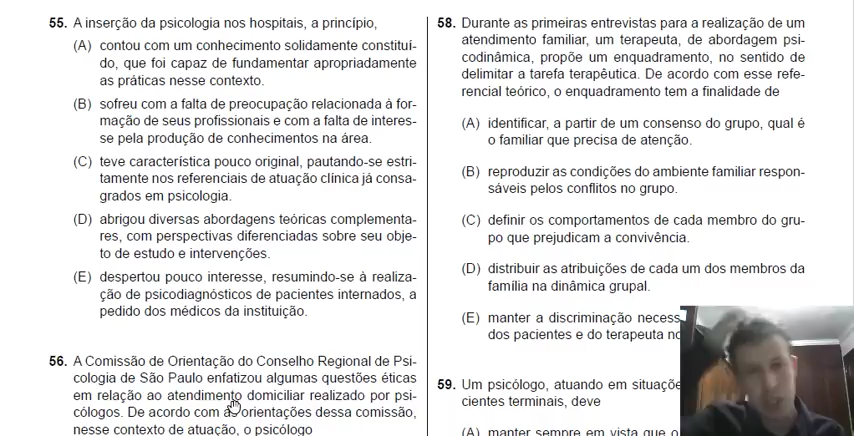 55. A inserção da psicologia nos hospitais, a princípio,
(A) contou com um conhecimento solidamente constituí-
do, que foi capaz de fundamentar apropriadamente
as práticas nesse contexto.
(B) sofreu com a falta de preocupação relacionada à for-
mação de seus profissionais e com a falta de interes-
se pela produção de conhecimentos na área.
(C) teve característica pouco original, pautando-se estri-
tamente nos referenciais de atuação clínica já consa-
grados em psicologia.
(D) abrigou diversas abordagens teóricas complementa-
res, com perspectivas diferenciadas sobre seu obje-
to de estudo e intervenções.
(E) despertou pouco interesse, resumindo-se à realiza-
ção de psicodiagnósticos de pacientes internados, a
pedido dos médicos da instituição.
56. A Comissão de Orientação do Conselho Regional de Psi-
cologia de São Paulo enfatizou algumas questões éticas
em relação ao atendimento domiciliar realizado por psi-
cólogos. De acordo com as orientações dessa comissão,
nesse contexto de atuação, o psicólogo
58. Durante as primeiras entrevistas para a realização de um
atendimento familiar, um terapeuta, de abordagem psi-
codinâmica, propõe um enquadramento, no sentido de
delimitar a tarefa terapêutica. De acordo com esse refe-
rencial teórico, o enquadramento tem a finalidade de
(A) identificar, a partir de um consenso do grupo, qual é
o familiar que precisa de atenção.
(B) reproduzir as condições do ambiente familiar respon-
sáveis pelos conflitos no grupo.
(C) definir os comportamentos de cada membro do gru-
po que prejudicam a convivência.
(D) distribuir as atribuições de cada um dos membros da
família na dinâmica grupal.
(E) manter a discriminação necess
dos pacientes e do terapeuta
59. Um psicólogo, atuando em situaçõe
cientes terminais, deve
(A) manter sempre em vista que o